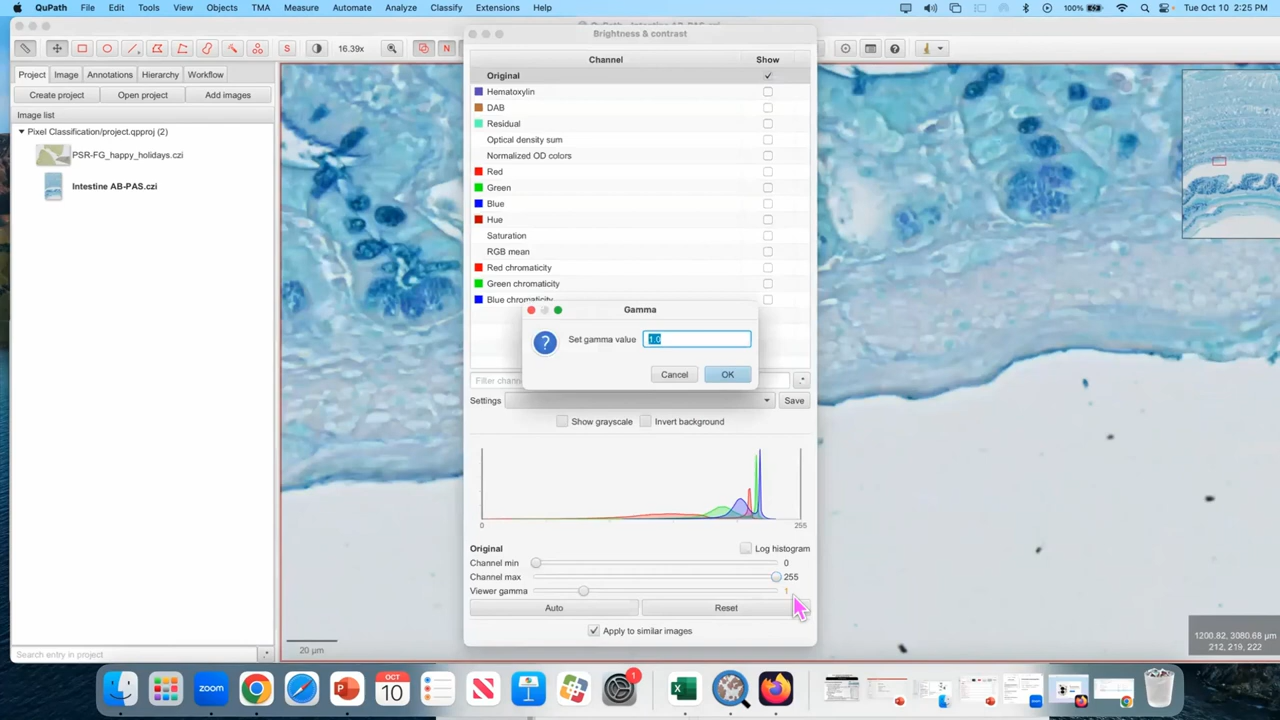 QuPath File Edit Tools View Objects TMA Measure Automate Analyze Classify Extensions Window Help 100% Tue Oct 10 2:25 PM
Brightness & contrast
16.39x S N
Project Image Annotations Hierarchy Workflow
Create project Open project Add images
Image list
Pixel Classification/project.qpproj (2)
PSR-FG_happy_holidays.czi
Intestine AB-PAS.czi
Search entry in project
Channel Show
Original
Hematoxylin
DAB
Residual
Optical density sum
Normalized OD colors
Red
Green
Blue
Hue
Saturation
RGB mean
Red chromaticity
Green chromaticity
Blue chromaticity
Gamma
Set gamma value 1.0
Cancel OK
Settings Save
Show grayscale Invert background
0 255
Original Log histogram
Channel min 0
Channel max 255
Viewer gamma 1
Auto Reset
Apply to similar images
20 µm
1200.82, 3080.68 µm
212, 219, 222
zoom OCT 10 1